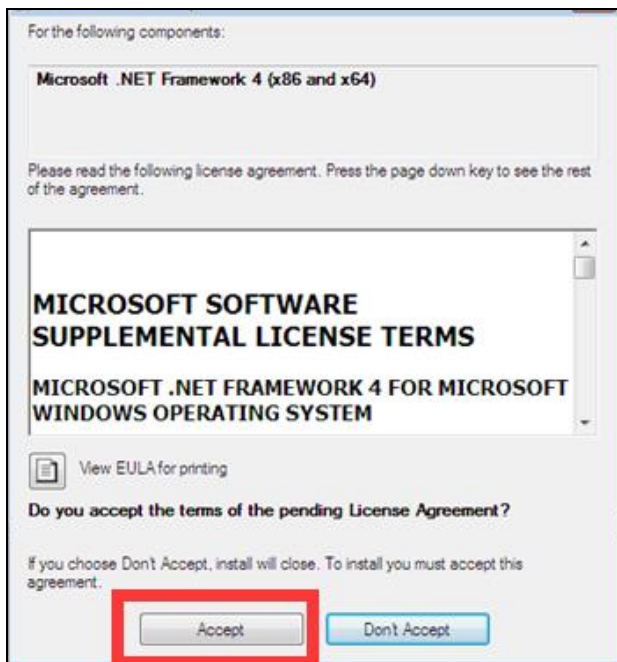 For the following components:
Microsoft .NET Framework 4 (x86 and x64)
Please read the following license agreement. Press the page down key to see the rest
of the agreement.
MICROSOFT SOFTWARE
SUPPLEMENTAL LICENSE TERMS
MICROSOFT .NET FRAMEWORK 4 FOR MICROSOFT
WINDOWS OPERATING SYSTEM
View EULA for printing
Do you accept the terms of the pending License Agreement?
If you choose Don't Accept, install will close. To install you must accept this
agreement.
Accept
Don't Accept